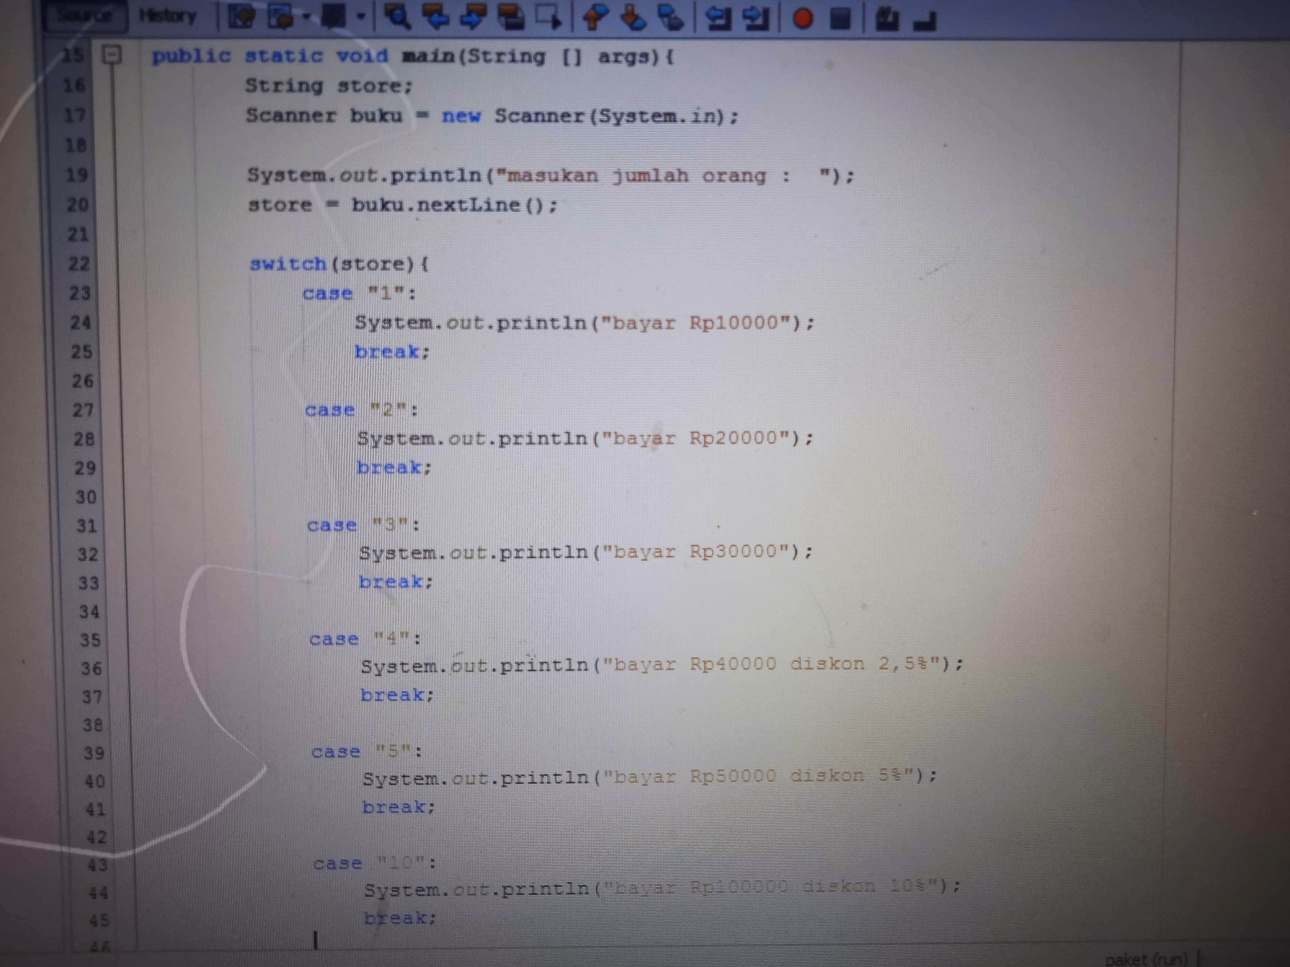 Source History
15 public static void main(String [] args){
16 String store;
17 Scanner buku = new Scanner(System.in);
18
19 System.out.println("masukan jumlah orang :  ");
20 store = buku.nextLine();
21
22 switch(store){
23 case "1":
24 System.out.println("bayar Rp10000");
25 break;
26
27 case "2":
28 System.out.println("bayar Rp20000");
29 break;
30
31 case "3":
32 System.out.println("bayar Rp30000");
33 break;
34
35 case "4":
36 System.out.println("bayar Rp40000 diskon 2,5%");
37 break;
38
39 case "5":
40 System.out.println("bayar Rp50000 diskon 5%");
41 break;
42
43 case "10":
44 System.out.println("bayar Rp100000 diskon 10%");
45 break;
46
paket (run)